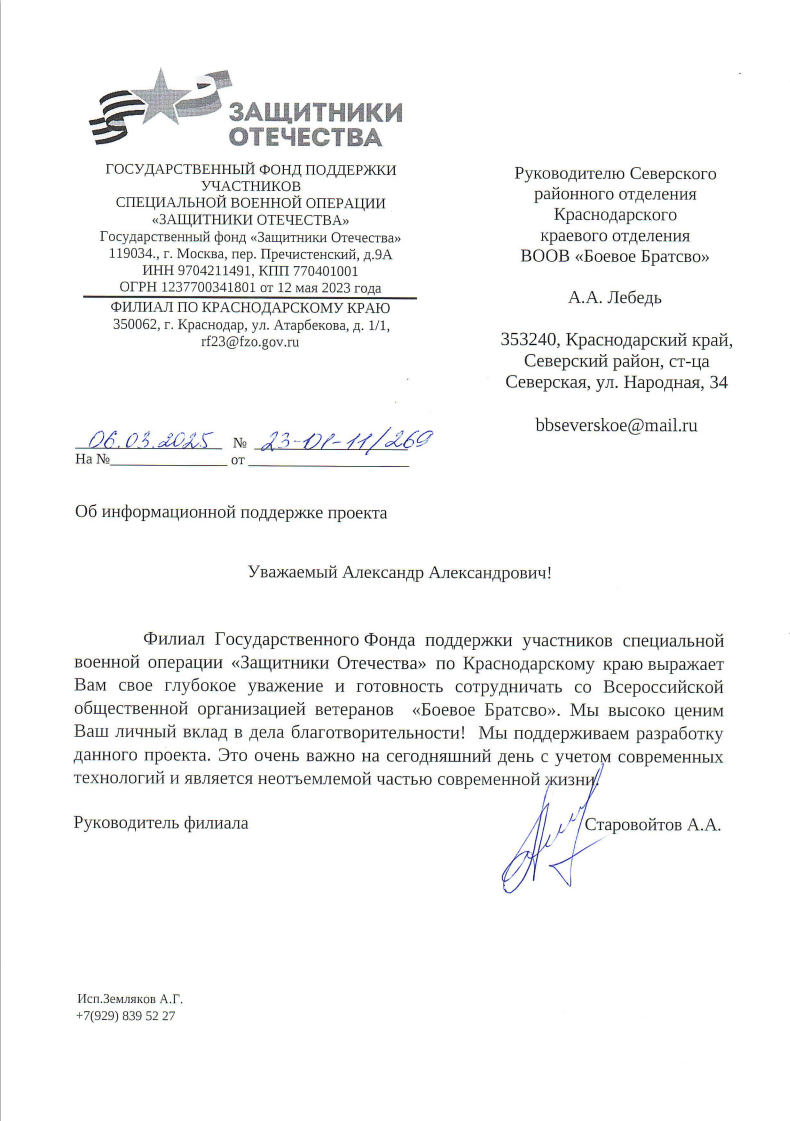 ЗАЩИТНИКИ
ОТЕЧЕСТВА
ГОСУДАРСТВЕННЫЙ ФОНД ПОДДЕРЖКИ
УЧАСТНИКОВ
СПЕЦИАЛЬНОЙ ВОЕННОЙ ОПЕРАЦИИ
«ЗАЩИТНИКИ ОТЕЧЕСТВА»
Государственный фонд «Защитники Отечества»
119034., г. Москва, пер. Пречистенский, д.9А
ИНН 9704211491, КПП 770401001
ОГРН 1237700341801 от 12 мая 2023 года
ФИЛИАЛ ПО КРАСНОДАРСКОМУ КРАЮ
350062, г. Краснодар, ул. Атарбекова, д. 1/1,
rf23@fzo.gov.ru
Руководителю Северского
районного отделения
Краснодарского
краевого отделения
ВООВ «Боевое Братсво»
А.А. Лебедь
353240, Краснодарский край,
Северский район, ст-ца
Северская, ул. Народная, 34
bbseverskoe@mail.ru
06.03.2025 № 23-01-11/269
На №________________ от ______________________
Об информационной поддержке проекта
Уважаемый Александр Александрович!
Филиал Государственного Фонда поддержки участников специальной
военной операции «Защитники Отечества» по Краснодарскому краю выражает
Вам свое глубокое уважение и готовность сотрудничать со Всероссийской
общественной организацией ветеранов «Боевое Братсво». Мы высоко ценим
Ваш личный вклад в дела благотворительности! Мы поддерживаем разработку
данного проекта. Это очень важно на сегодняшний день с учетом современных
технологий и является неотъемлемой частью современной жизни.
Руководитель филиала Старовойтов А.А.
Исп.Земляков А.Г.
+7(929) 839 52 27